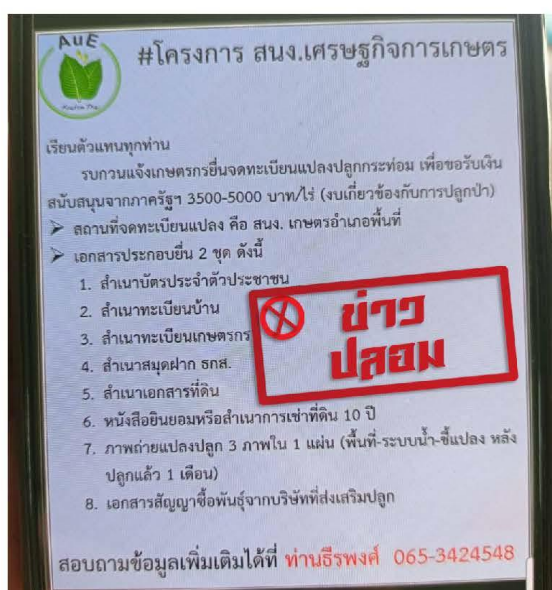 AuE
#โครงการ สนง.เศรษฐกิจการเกษตร
เรียนตัวแทนทุกท่าน
รบกวนแจ้งเกษตรกรยื่นจดทะเบียนแปลงปลูกกระท่อม เพื่อขอรับเงิน
สนับสนุนจากภาครัฐฯ 3500-5000 บาท/ไร่ (งบเกี่ยวข้องกับการปลูกป่า)
➤ สถานที่จดทะเบียนแปลง คือ สนง. เกษตรอำเภอพื้นที่
➤ เอกสารประกอบยื่น 2 ชุด ดังนี้
1. สำเนาบัตรประจำตัวประชาชน
2. สำเนาทะเบียนบ้าน
3. สำเนาทะเบียนเกษตรกร
4. สำเนาสมุดฝาก ธกส.
5. สำเนาเอกสารที่ดิน
6. หนังสือยินยอมหรือสำเนาการเช่าที่ดิน 10 ปี
7. ภาพถ่ายแปลงปลูก 3 ภาพใน 1 แผ่น (พื้นที่-ระบบน้ำ-ขี้แปลง หลัง
ปลูกแล้ว 1 เดือน)
8. เอกสารสัญญาซื้อพันธุ์จากบริษัทที่ส่งเสริมปลูก
สอบถามข้อมูลเพิ่มเติมได้ที่ ท่านธีรพงศ์ 065-3424548
ข่าว
ปลอม